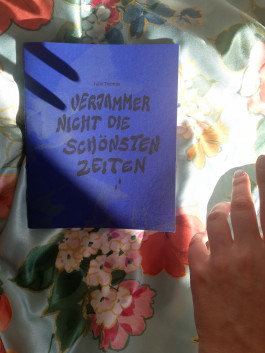 VERJAMMER
NICHT DIE
SCHÖNSTEN
ZEITEN